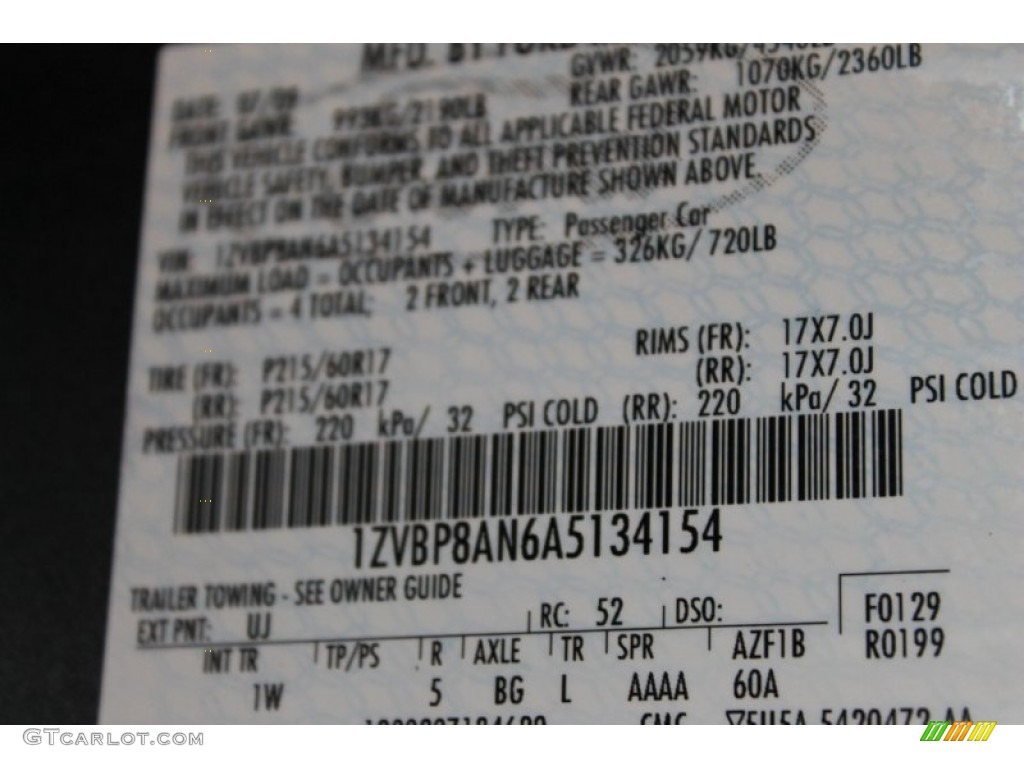 MFD. BY FORD
GVWR: 2059KG/4540LB
DATE: 07/09
REAR GAWR: 1070KG/2360LB
FRONT GAWR: 993KG/2190LB
THIS VEHICLE CONFORMS TO ALL APPLICABLE FEDERAL MOTOR
VEHICLE SAFETY, BUMPER, AND THEFT PREVENTION STANDARDS
IN EFFECT ON THE DATE OF MANUFACTURE SHOWN ABOVE.
VIN: 1ZVBP8AN6A5134154 TYPE: Passenger Car
MAXIMUM LOAD = OCCUPANTS + LUGGAGE = 326KG/ 720LB
OCCUPANTS = 4 TOTAL; 2 FRONT, 2 REAR
TIRE (FR): P215/60R17 RIMS (FR): 17X7.0J
(RR): P215/60R17 (RR): 17X7.0J
PRESSURE (FR): 220 kPa/ 32 PSI COLD (RR): 220 kPa/ 32 PSI COLD
1ZVBP8AN6A5134154
TRAILER TOWING - SEE OWNER GUIDE
EXT PNT: UJ RC: 52 DSO: F0129
INT TR TP/PS R AXLE TR SPR AZF1B R0199
1W 5 BG L AAAA 60A
GTCarPhoto.com